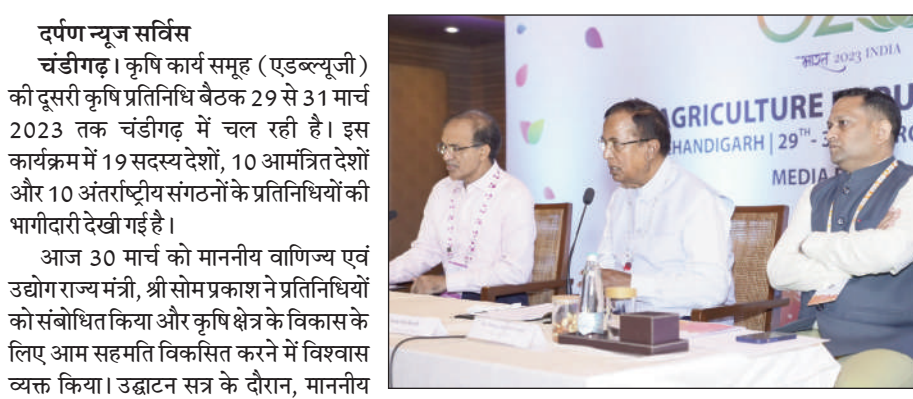 दर्पण न्यूज सर्विस
चंडीगढ़। कृषि कार्य समूह (एडब्ल्यूजी)
की दूसरी कृषि प्रतिनिधि बैठक 29 से 31 मार्च
2023 तक चंडीगढ़ में चल रही है। इस
कार्यक्रम में 19 सदस्य देशों, 10 आमंत्रित देशों
और 10 अंतर्राष्ट्रीय संगठनों के प्रतिनिधियों की
भागीदारी देखी गई है।
आज 30 मार्च को माननीय वाणिज्य एवं
उद्योग राज्य मंत्री, श्री सोम प्रकाश ने प्रतिनिधियों
को संबोधित किया और कृषि क्षेत्र के विकास के
लिए आम सहमति विकसित करने में विश्वास
व्यक्त किया। उद्घाटन सत्र के दौरान, माननीय
भारत 2023 INDIA
AGRICULTURE
CHANDIGARH | 29TH-
MEDIA